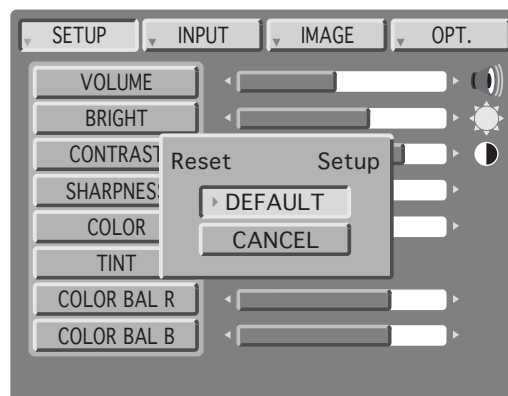 SETUP INPUT IMAGE OPT.
VOLUME
BRIGHT
CONTRAST
Reset Setup
SHARPNESS
DEFAULT
COLOR
CANCEL
TINT
COLOR BAL R
COLOR BAL B